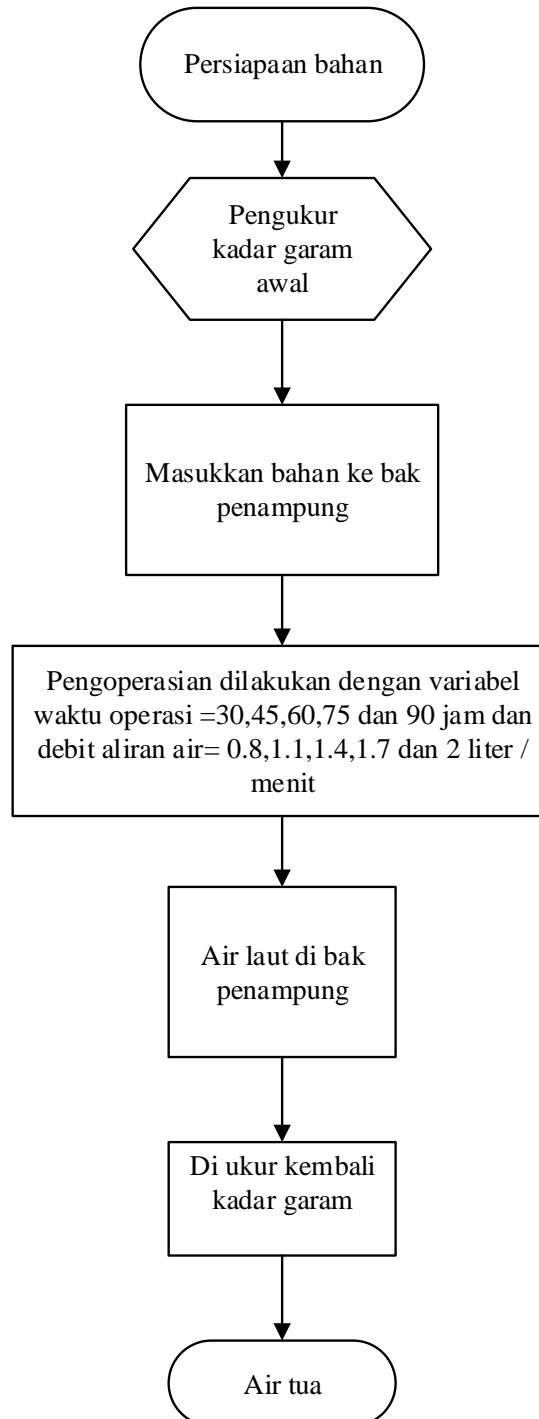 Persiapaan bahan
Pengukur
kadar garam
awal
Masukkan bahan ke bak
penampung
Pengoperasian dilakukan dengan variabel
waktu operasi =30,45,60,75 dan 90 jam dan
debit aliran air= 0.8,1.1,1.4,1.7 dan 2 liter /
menit
Air laut di bak
penampung
Di ukur kembali
kadar garam
Air tua